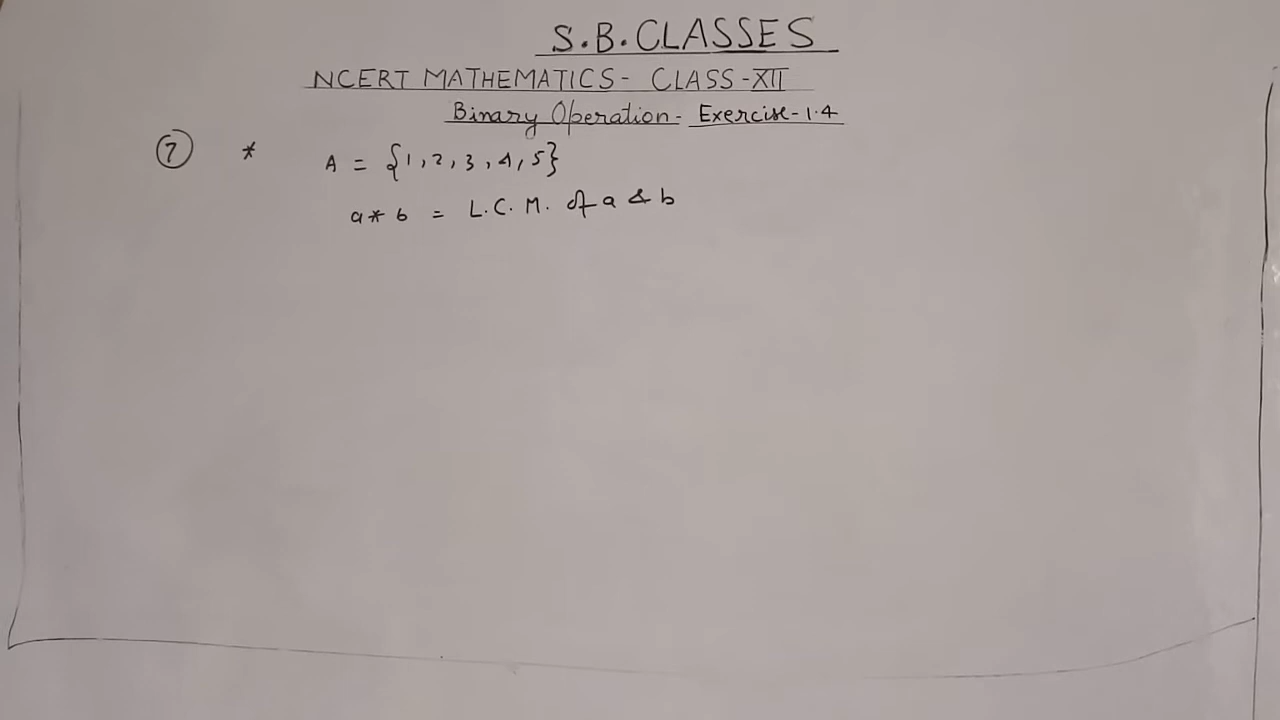 S.B.CLASSES
NCERT MATHEMATICS- CLASS-XII
Binary Operation- Exercise-1.4
7 * A = {1,2,3,4,5}
a * b = L.C.M. of a & b